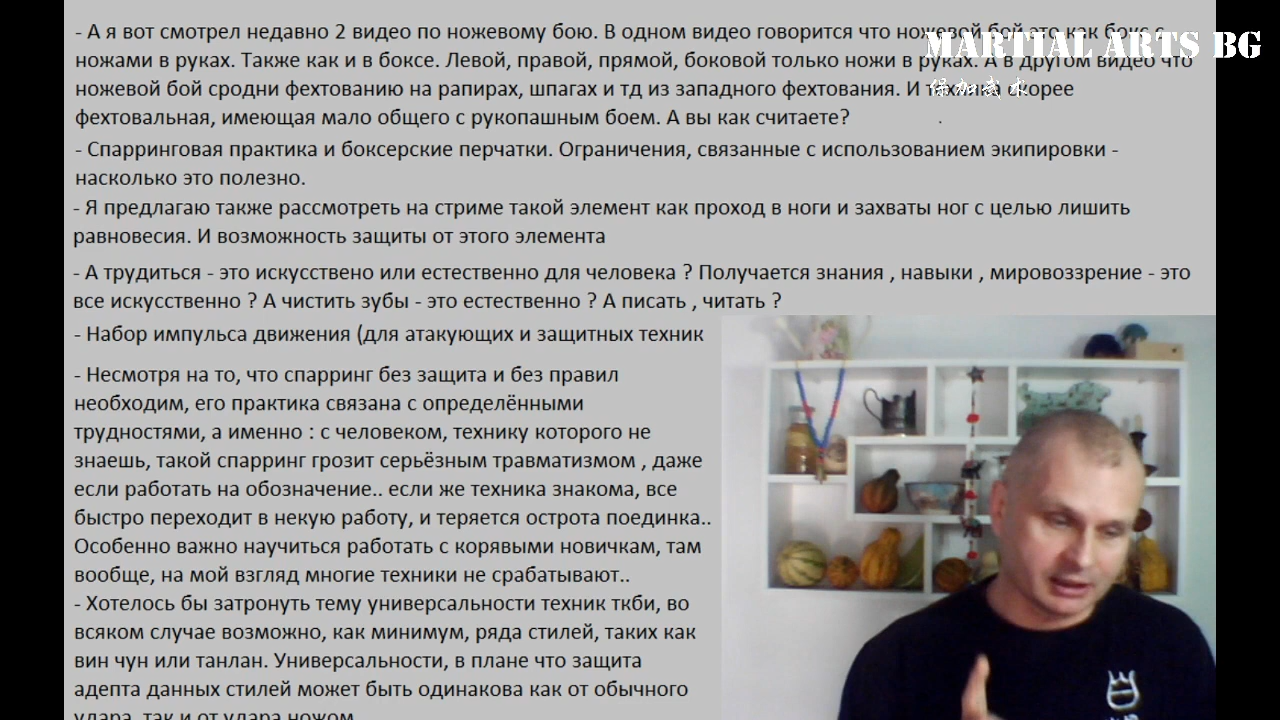 - А я вот смотрел недавно 2 видео по ножевому бою. В одном видео говорится что ножевой бой это как бокс с
ножами в руках. Также как и в боксе. Левой, правой, прямой, боковой только ножи в руках. А в другом видео что
ножевой бой сродни фехтованию на рапирах, шпагах и тд из западного фехтования. И техника скорее
фехтовальная, имеющая мало общего с рукопашным боем. А вы как считаете?
MARTIAL ARTS BG
- Спарринговая практика и боксерские перчатки. Ограничения, связанные с использованием экипировки -
насколько это полезно.
- Я предлагаю также рассмотреть на стриме такой элемент как проход в ноги и захваты ног с целью лишить
равновесия. И возможность защиты от этого элемента
- А трудиться - это искусствено или естественно для человека ? Получается знания , навыки , мировоззрение - это
все искусственно ? А чистить зубы - это естественно ? А писать , читать ?
- Набор импульса движения (для атакующих и защитных техник
- Несмотря на то, что спарринг без защита и без правил
необходим, его практика связана с определёнными
трудностями, а именно : с человеком, технику которого не
знаешь, такой спарринг грозит серьёзным травматизмом , даже
если работать на обозначение.. если же техника знакома, все
быстро переходит в некую работу, и теряется острота поединка..
Особенно важно научиться работать с корявыми новичкам, там
вообще, на мой взгляд многие техники не срабатывают..
- Хотелось бы затронуть тему универсальности техник ткби, во
всяком случае возможно, как минимум, ряда стилей, таких как
вин чун или танлан. Универсальности, в плане что защита
адепта данных стилей может быть одинакова как от обычного
удара, так и от удара ножом